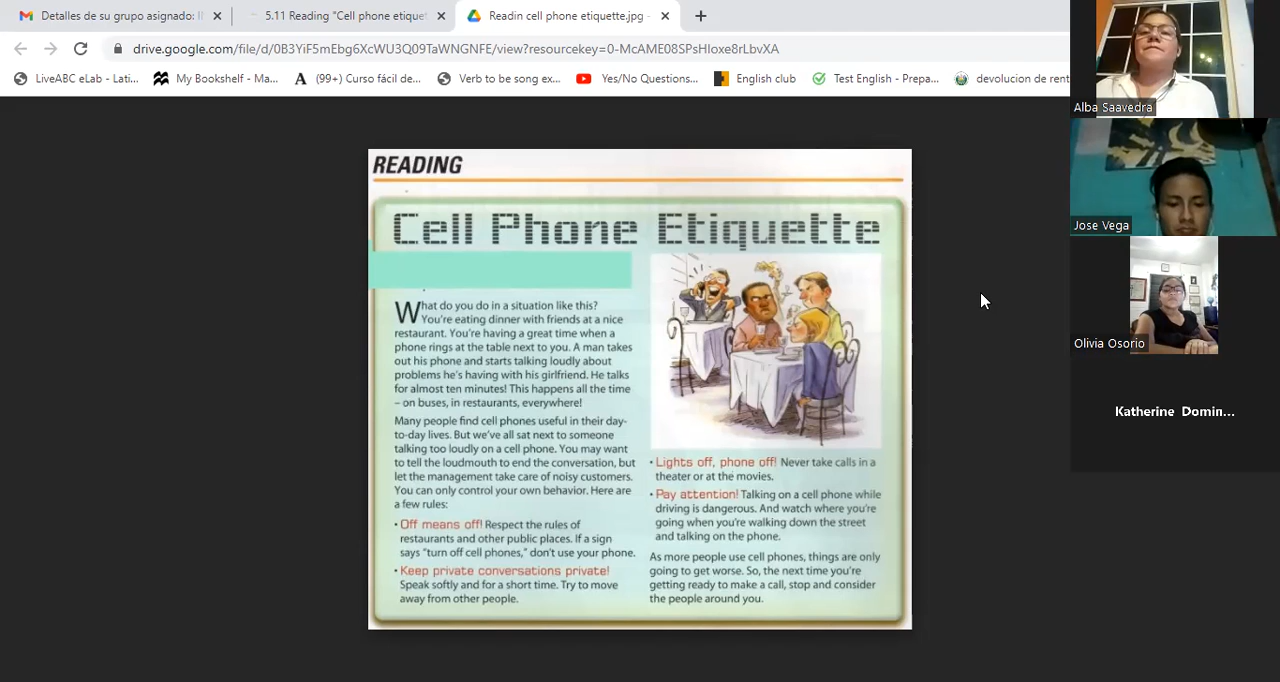 Detalles de su grupo asignado: I
5.11 Reading "Cell phone etiquet
Readin cell phone etiquette.jpg -
drive.google.com/file/d/0B3YiF5mEbg6XcWU3Q09TaWNGNFE/view?resourcekey=0-McAME08SPsHIoxe8rLbvXA
LiveABC eLab - Lati...
My Bookshelf - Ma...
(99+) Curso fácil de...
Verb to be song ex...
Yes/No Questions...
English club
Test English - Prepa...
devolucion de rent
READING
Cell Phone Etiquette
What do you do in a situation like this?
You're eating dinner with friends at a nice
restaurant. You're having a great time when a
phone rings at the table next to you. A man takes
out his phone and starts talking loudly about
problems he's having with his girlfriend. He talks
for almost ten minutes! This happens all the time
– on buses, in restaurants, everywhere!
Many people find cell phones useful in their day-
to-day lives. But we've all sat next to someone
talking too loudly on a cell phone. You may want
to tell the loudmouth to end the conversation, but
let the management take care of noisy customers.
You can only control your own behavior. Here are
a few rules:
• Off means off! Respect the rules of
restaurants and other public places. If a sign
says "turn off cell phones," don't use your phone.
• Keep private conversations private!
Speak softly and for a short time. Try to move
away from other people.
• Lights off, phone off! Never take calls in a
theater or at the movies.
• Pay attention! Talking on a cell phone while
driving is dangerous. And watch where you're
going when you're walking down the street
and talking on the phone.
As more people use cell phones, things are only
going to get worse. So, the next time you're
getting ready to make a call, stop and consider
the people around you.
Alba Saavedra
Jose Vega
Olivia Osorio
Katherine Domin...